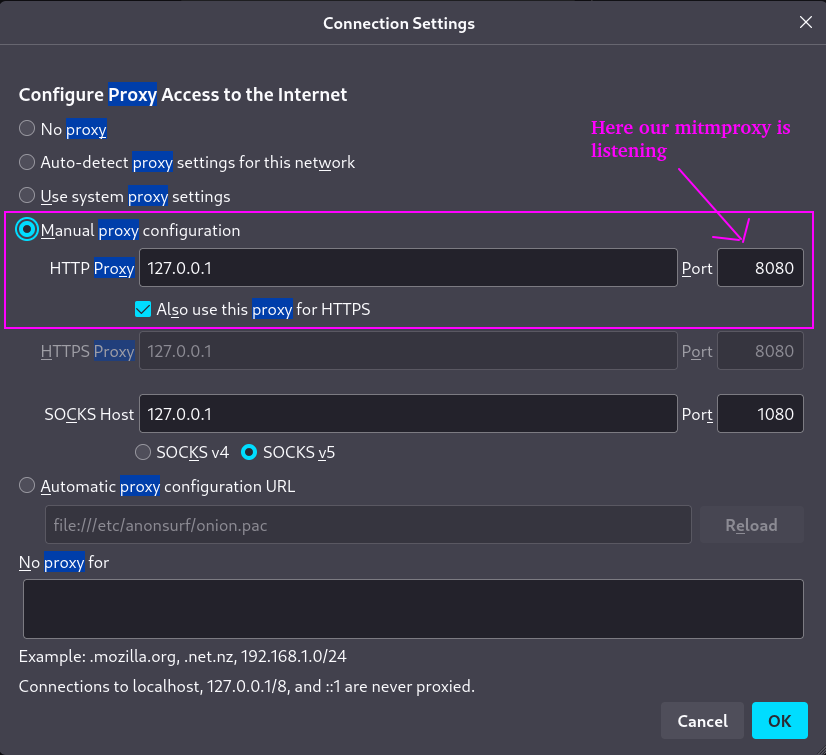 Connection Settings
Configure Proxy Access to the Internet
No proxy
Here our mitmproxy is
listening
Auto-detect proxy settings for this network
Use system proxy settings
Manual proxy configuration
HTTP Proxy 127.0.0.1 Port 8080
Also use this proxy for HTTPS
HTTPS Proxy 127.0.0.1 Port 8080
SOCKS Host 127.0.0.1 Port 1080
SOCKS v4 SOCKS v5
Automatic proxy configuration URL
file:///etc/anonsurf/onion.pac Reload
No proxy for
Example: .mozilla.org, .net.nz, 192.168.1.0/24
Connections to localhost, 127.0.0.1/8, and ::1 are never proxied.
Cancel OK